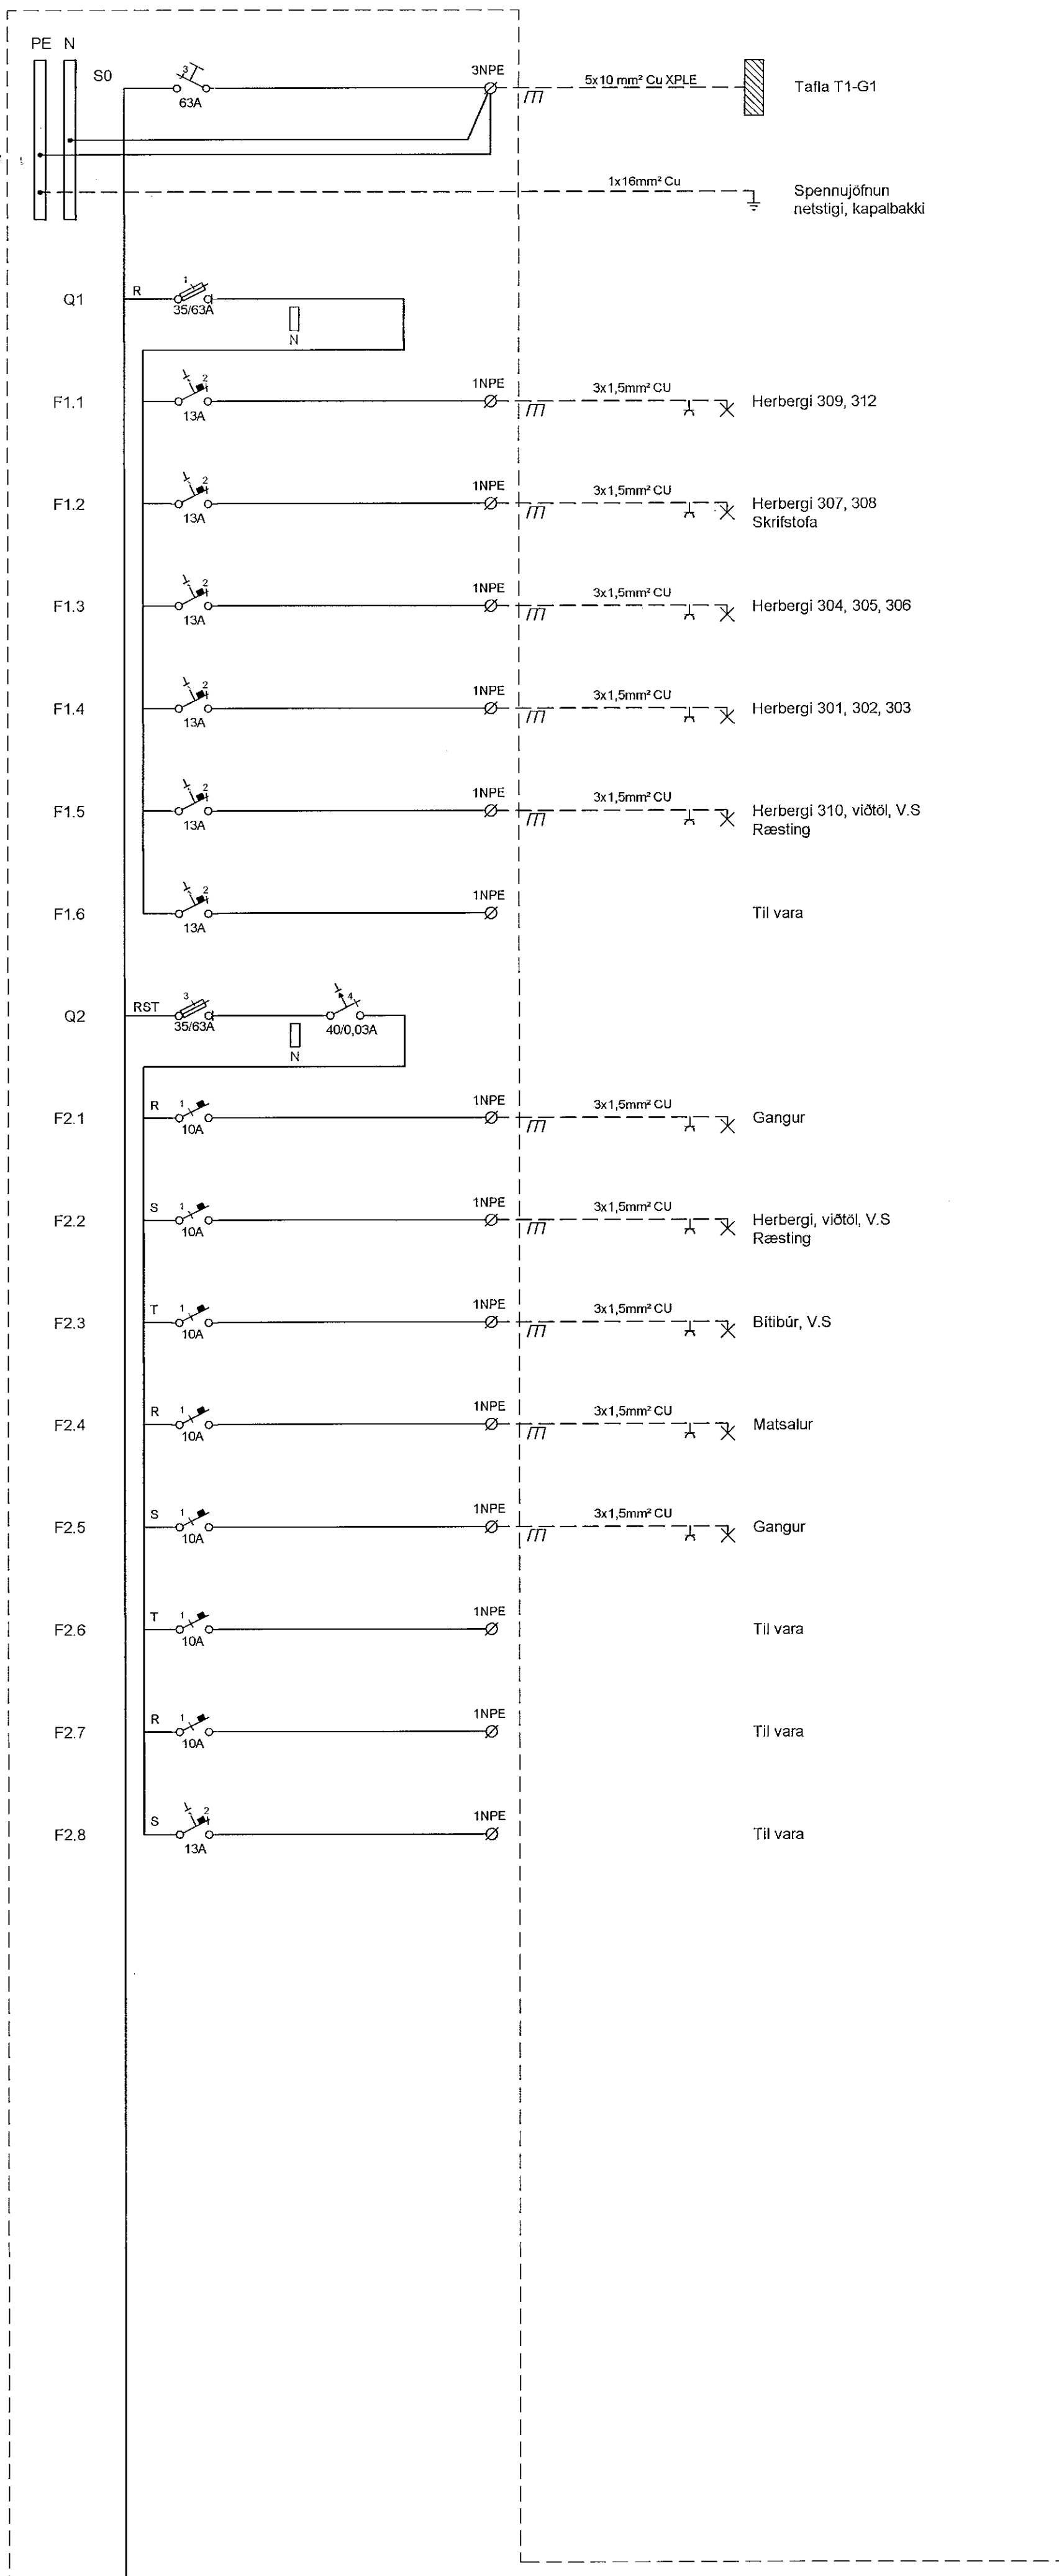 PE N
S0 3 63A 3NPE 5x10 mm² Cu XPLE Tafla T1-G1
1x16mm² Cu Spennujöfnun
netstigi, kapalbakki
Q1 R 1 35/63A
N
F1.1 2 13A 1NPE 3x1,5mm² CU Herbergi 309, 312
F1.2 2 13A 1NPE 3x1,5mm² CU Herbergi 307, 308
Skrifstofa
F1.3 2 13A 1NPE 3x1,5mm² CU Herbergi 304, 305, 306
F1.4 2 13A 1NPE 3x1,5mm² CU Herbergi 301, 302, 303
F1.5 2 13A 1NPE 3x1,5mm² CU Herbergi 310, viðtöl, V.S
Ræsting
F1.6 2 13A 1NPE Til vara
Q2 RST 3 35/63A 4 40/0,03A
N
F2.1 R 1 10A 1NPE 3x1,5mm² CU Gangur
F2.2 S 1 10A 1NPE 3x1,5mm² CU Herbergi, viðtöl, V.S
Ræsting
F2.3 T 1 10A 1NPE 3x1,5mm² CU Bítibúr, V.S
F2.4 R 1 10A 1NPE 3x1,5mm² CU Matsalur
F2.5 S 1 10A 1NPE 3x1,5mm² CU Gangur
F2.6 T 1 10A 1NPE Til vara
F2.7 R 1 10A 1NPE Til vara
F2.8 S 2 13A 1NPE Til vara